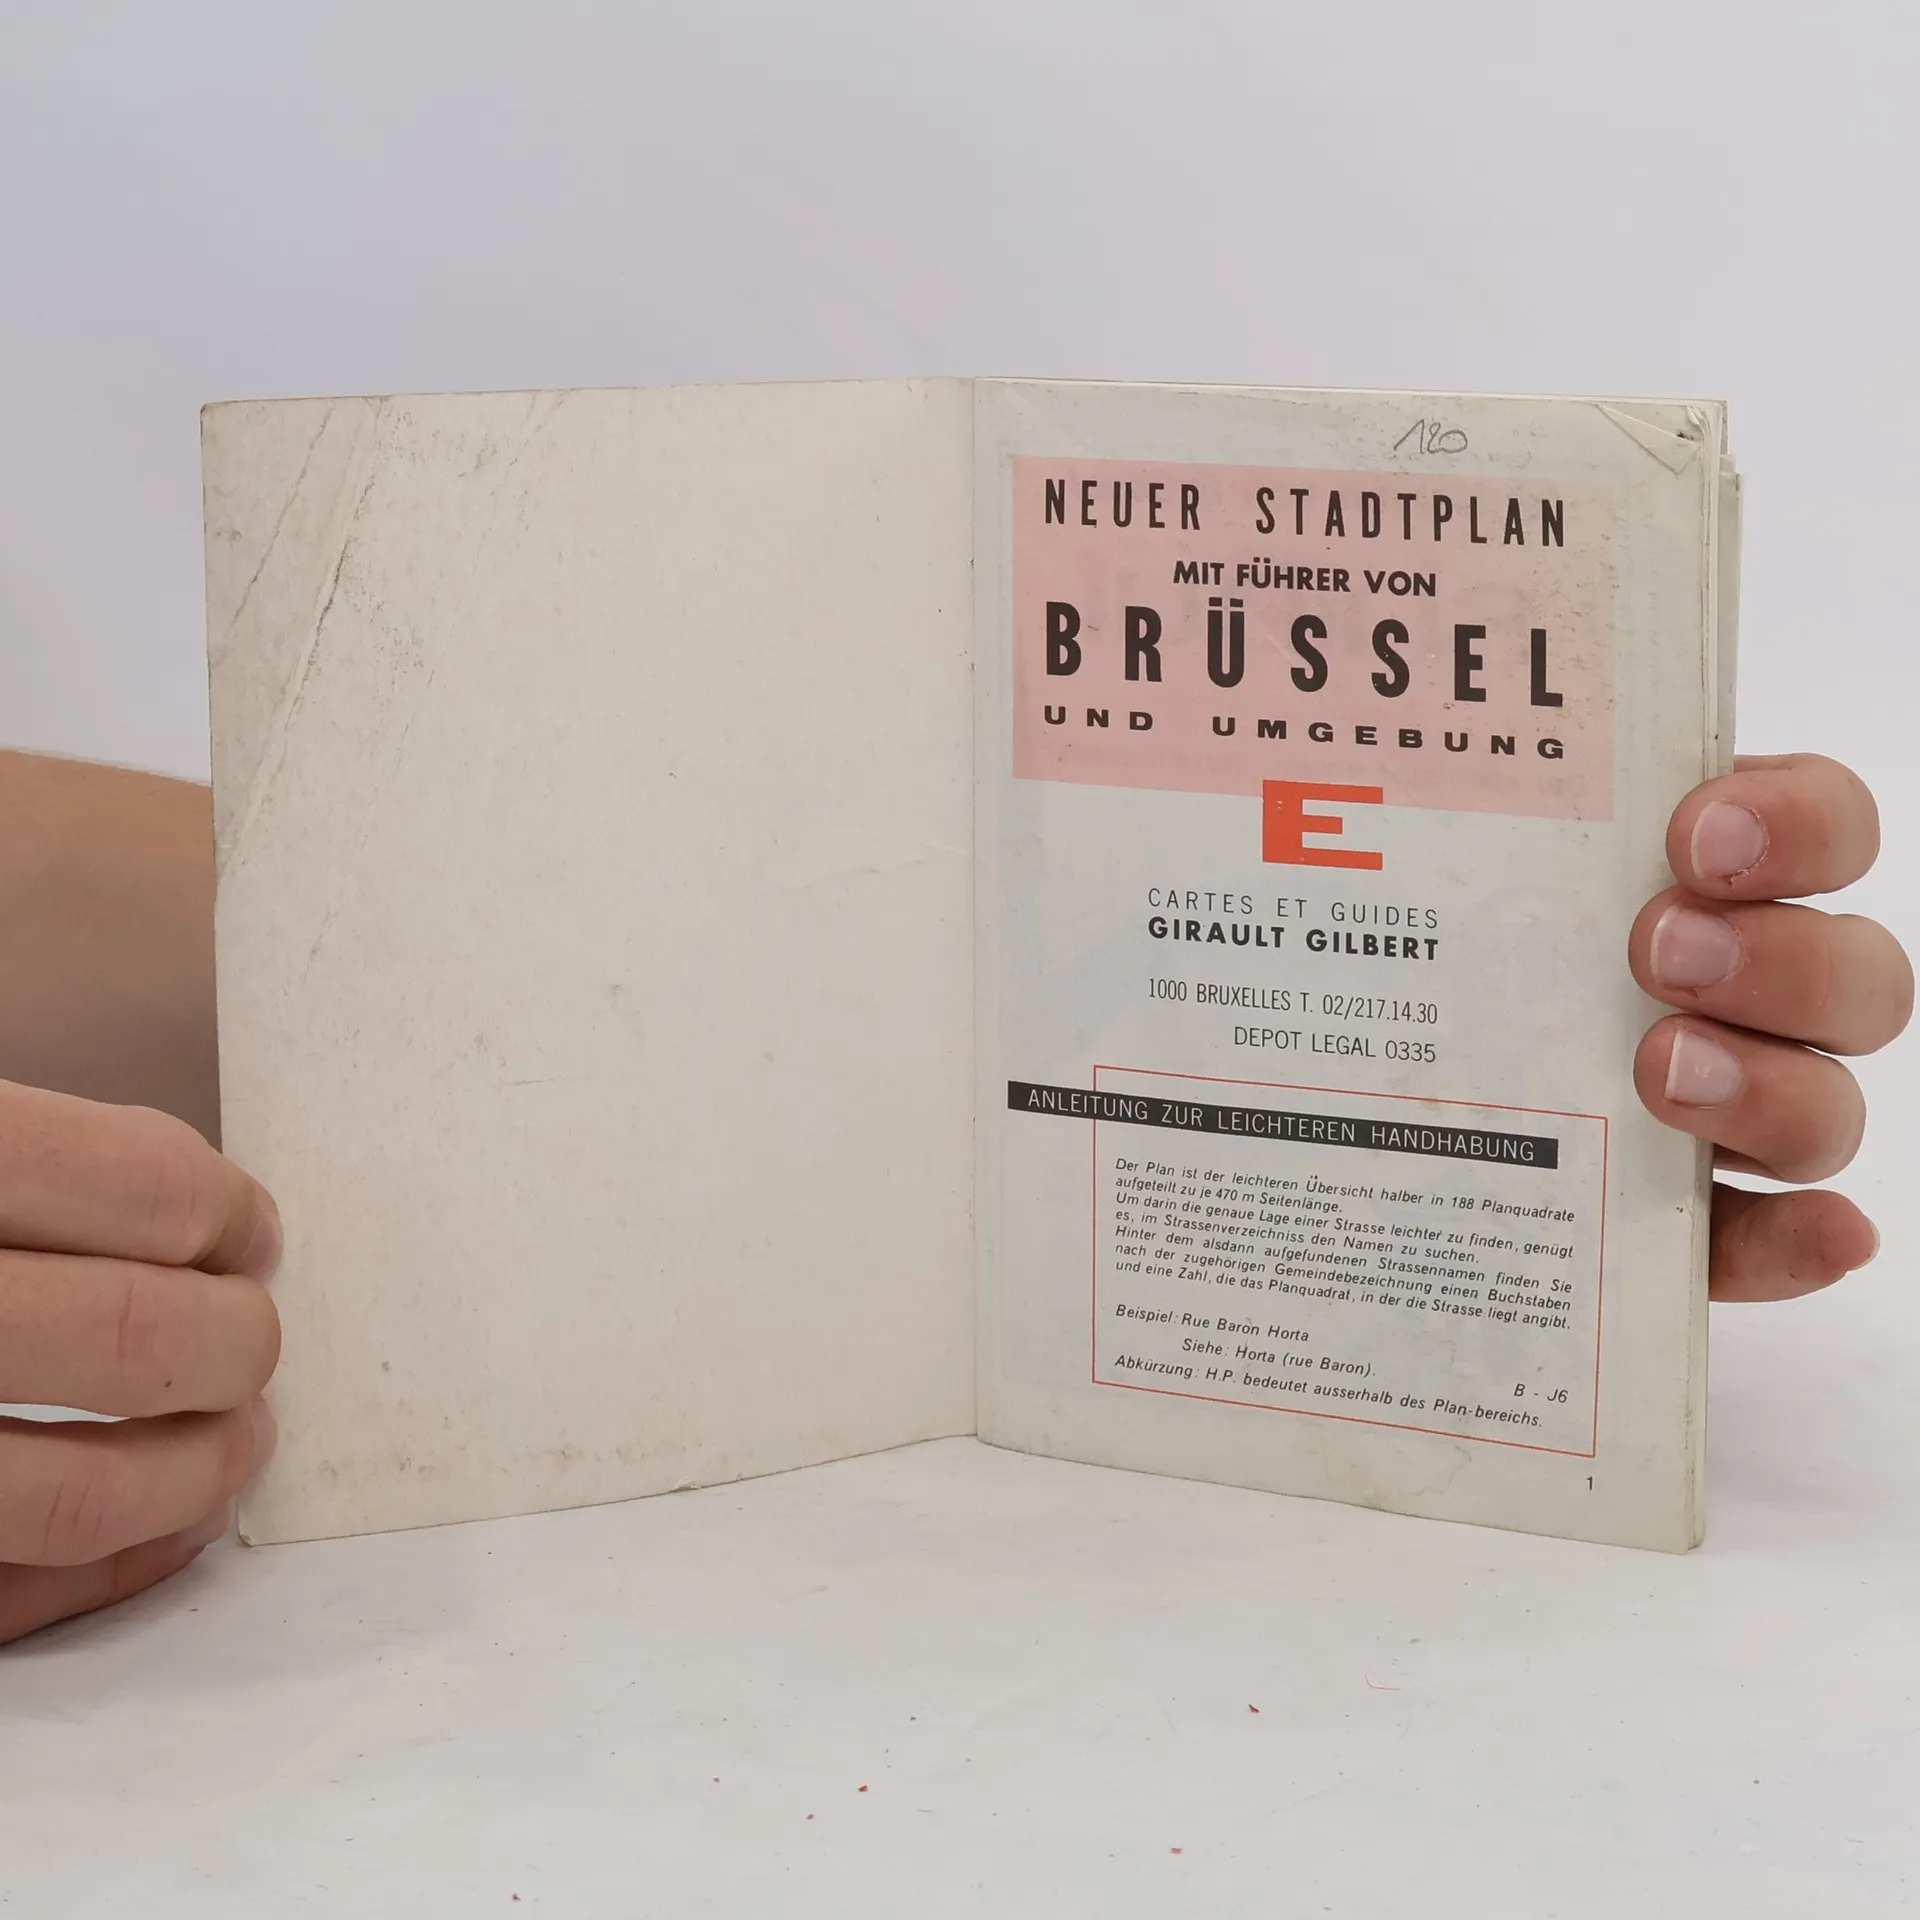 120
NEUER STADTPLAN
MIT FÜHRER VON
BRÜSSEL
UND UMGEBUNG
E
CARTES ET GUIDES
GIRAULT GILBERT
1000 BRUXELLES T. 02/217.14.30
DEPOT LEGAL 0335
ANLEITUNG ZUR LEICHTEREN HANDHABUNG
Der Plan ist der leichteren Übersicht halber in 188 Planquadrate
aufgeteilt zu je 470 m Seitenlänge.
Um darin die genaue Lage einer Strasse leichter zu finden, genügt
es, im Strassenverzeichniss den Namen zu suchen.
Hinter dem alsdann aufgefundenen Strassennamen finden Sie
nach der zugehörigen Gemeindebezeichnung einen Buchstaben
und eine Zahl, die das Planquadrat, in der die Strasse liegt angibt.
Beispiel: Rue Baron Horta
Siehe: Horta (rue Baron).
B - J6
Abkürzung: H.P. bedeutet ausserhalb des Plan-bereichs.
1